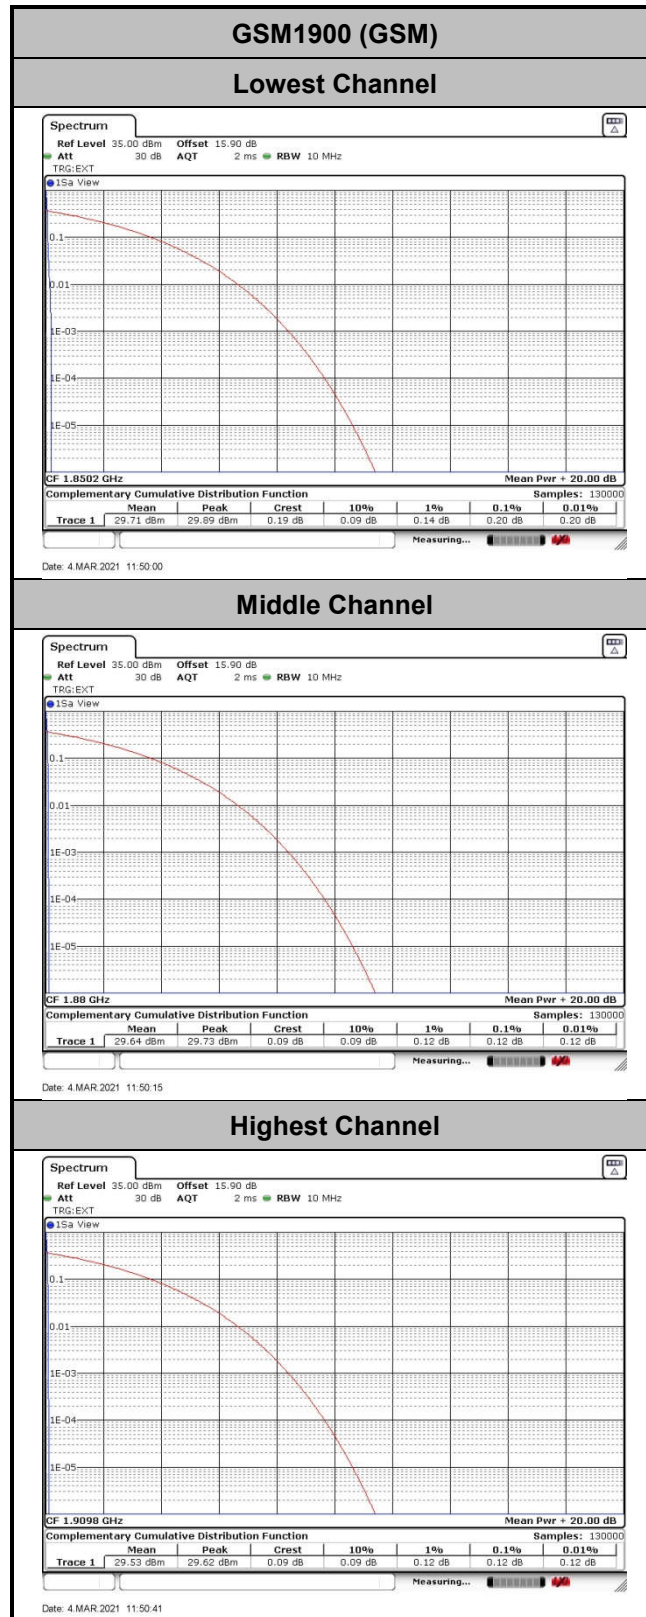 GSM1900 (GSM)
Lowest Channel
Spectrum
Ref Level 35.00 dBm Offset 15.90 dB
Att 30 dB AQT 2 ms RBW 10 MHz
TRG:EXT
1Sa View
0.1
0.01
1E-03
1E-04
1E-05
CF 1.8502 GHz Mean Pwr + 20.00 dB
Complementary Cumulative Distribution Function Samples: 130000
Mean Peak Crest 10% 1% 0.1% 0.01%
Trace 1 29.71 dBm 29.89 dBm 0.19 dB 0.09 dB 0.14 dB 0.20 dB 0.20 dB
Measuring...
Date: 4.MAR.2021 11:50:00
Middle Channel
Spectrum
Ref Level 35.00 dBm Offset 15.90 dB
Att 30 dB AQT 2 ms RBW 10 MHz
TRG:EXT
1Sa View
0.1
0.01
1E-03
1E-04
1E-05
CF 1.88 GHz Mean Pwr + 20.00 dB
Complementary Cumulative Distribution Function Samples: 130000
Mean Peak Crest 10% 1% 0.1% 0.01%
Trace 1 29.64 dBm 29.73 dBm 0.09 dB 0.09 dB 0.12 dB 0.12 dB 0.12 dB
Measuring...
Date: 4.MAR.2021 11:50:15
Highest Channel
Spectrum
Ref Level 35.00 dBm Offset 15.90 dB
Att 30 dB AQT 2 ms RBW 10 MHz
TRG:EXT
1Sa View
0.1
0.01
1E-03
1E-04
1E-05
CF 1.9098 GHz Mean Pwr + 20.00 dB
Complementary Cumulative Distribution Function Samples: 130000
Mean Peak Crest 10% 1% 0.1% 0.01%
Trace 1 29.53 dBm 29.62 dBm 0.09 dB 0.09 dB 0.12 dB 0.12 dB 0.12 dB
Measuring...
Date: 4.MAR.2021 11:50:41